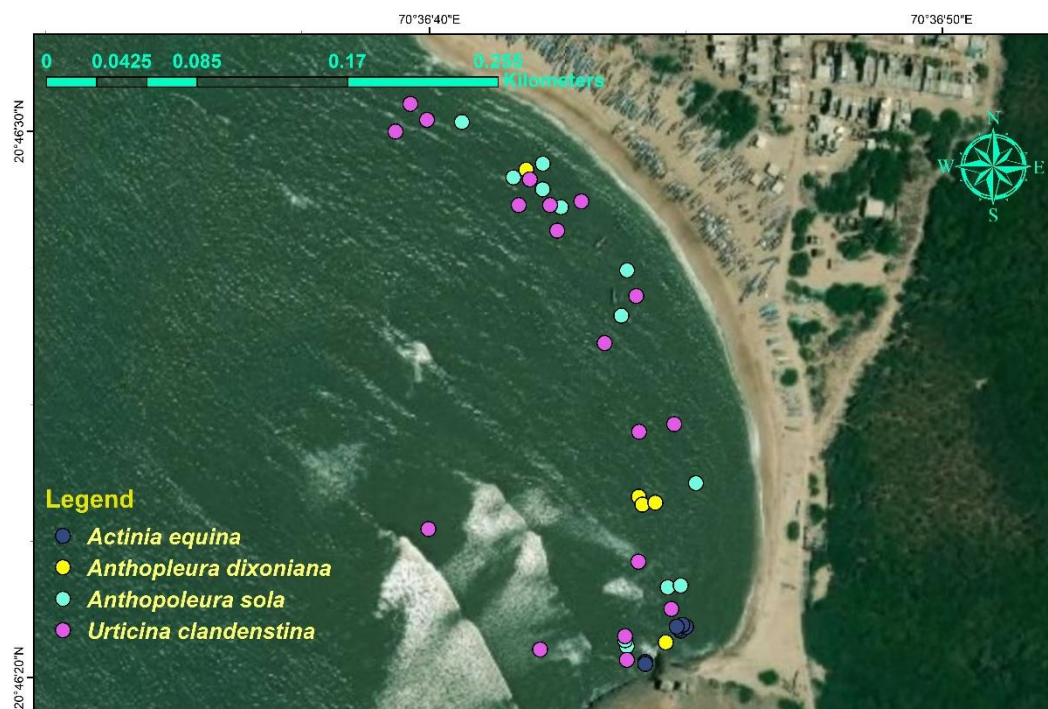 70°36'40"E 70°36'50"E
0 0.0425 0.085 0.17 0.255
Kilometers
20°46'30"N
N
W E
S
Legend
Actinia equina
Anthopleura dixoniana
Anthopoleura sola
Urticina clandenstina
20°46'20"N